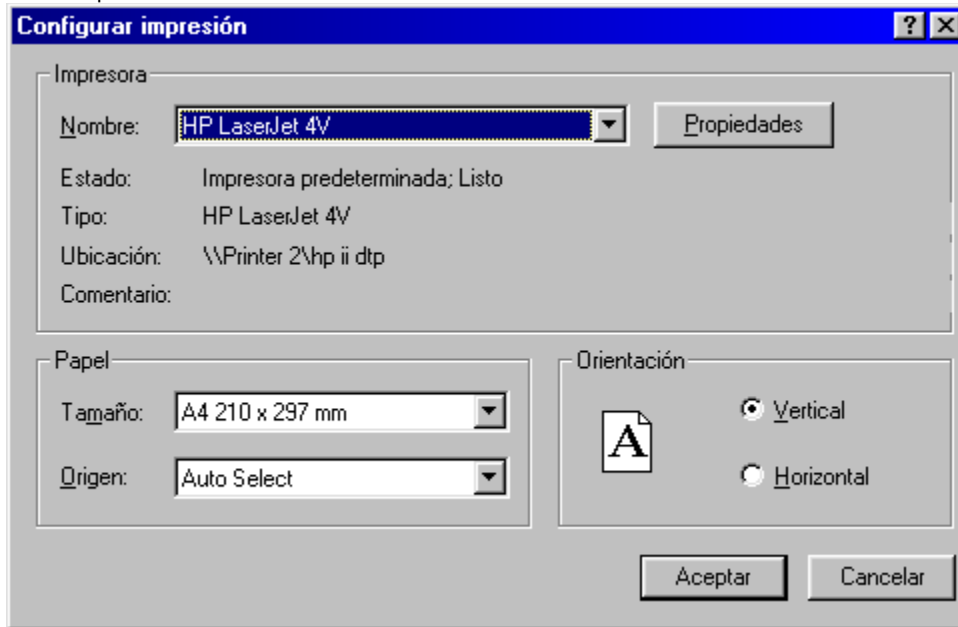 Configurar impresión
Impresora
Nombre: HP LaserJet 4V Propiedades
Estado: Impresora predeterminada; Listo
Tipo: HP LaserJet 4V
Ubicación: \\Printer 2\hp ii dtp
Comentario:
Papel
Tamaño: A4 210 x 297 mm
Origen: Auto Select
Orientación
A
Vertical
Horizontal
Aceptar Cancelar